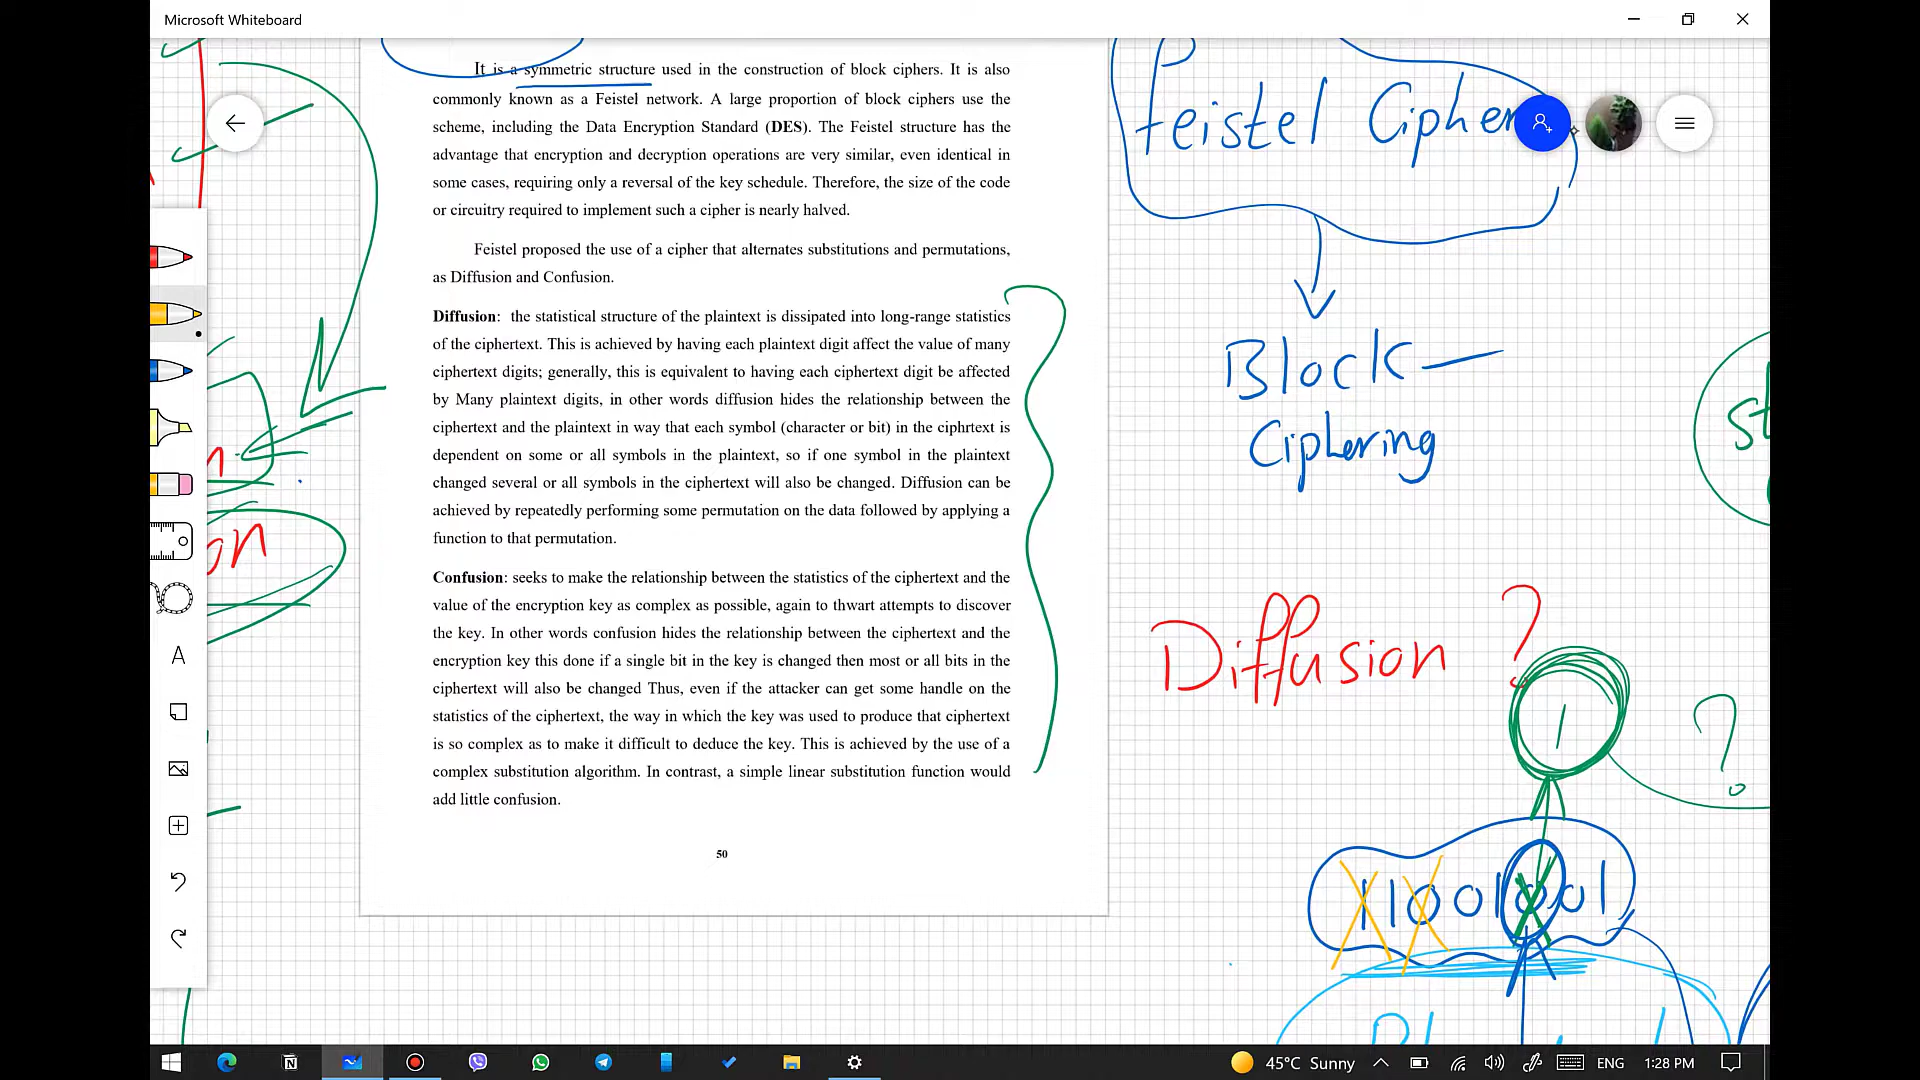 Microsoft Whiteboard
It is a symmetric structure used in the construction of block ciphers. It is also
commonly known as a Feistel network. A large proportion of block ciphers use the
scheme, including the Data Encryption Standard (DES). The Feistel structure has the
advantage that encryption and decryption operations are very similar, even identical in
some cases, requiring only a reversal of the key schedule. Therefore, the size of the code
or circuitry required to implement such a cipher is nearly halved.
Feistel proposed the use of a cipher that alternates substitutions and permutations,
as Diffusion and Confusion.
Diffusion: the statistical structure of the plaintext is dissipated into long-range statistics
of the ciphertext. This is achieved by having each plaintext digit affect the value of many
ciphertext digits; generally, this is equivalent to having each ciphertext digit be affected
by Many plaintext digits, in other words diffusion hides the relationship between the
ciphertext and the plaintext in way that each symbol (character or bit) in the ciphrtext is
dependent on some or all symbols in the plaintext, so if one symbol in the plaintext
changed several or all symbols in the ciphertext will also be changed. Diffusion can be
achieved by repeatedly performing some permutation on the data followed by applying a
function to that permutation.
Confusion: seeks to make the relationship between the statistics of the ciphertext and the
value of the encryption key as complex as possible, again to thwart attempts to discover
the key. In other words confusion hides the relationship between the ciphertext and the
encryption key this done if a single bit in the key is changed then most or all bits in the
ciphertext will also be changed Thus, even if the attacker can get some handle on the
statistics of the ciphertext, the way in which the key was used to produce that ciphertext
is so complex as to make it difficult to deduce the key. This is achieved by the use of a
complex substitution algorithm. In contrast, a simple linear substitution function would
add little confusion.
50
Feistel Cipher
Block —
Ciphering
Diffusion ?
1
?
45°C Sunny
ENG
1:28 PM